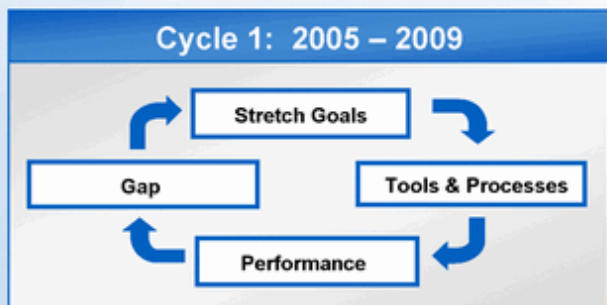 Cycle 1: 2005 – 2009
Stretch Goals
Gap
Tools & Processes
Performance